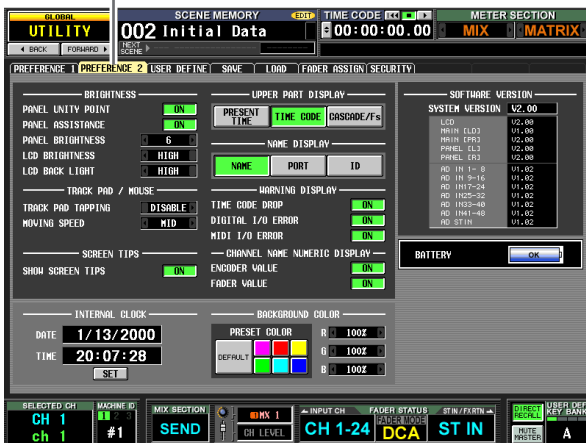 GLOBAL
UTILITY
BACK FORWARD
SCENE MEMORY EDIT
002 Initial Data
NEXT SCENE
TIME CODE
00:00:00.00
METER SECTION
MIX MATRIX
PREFERENCE 1 PREFERENCE 2 USER DEFINE SAVE LOAD FADER ASSIGN SECURITY
BRIGHTNESS
PANEL UNITY POINT ON
PANEL ASSISTANCE ON
PANEL BRIGHTNESS 6
LCD BRIGHTNESS HIGH
LCD BACK LIGHT HIGH
TRACK PAD / MOUSE
TRACK PAD TAPPING DISABLE
MOVING SPEED MID
SCREEN TIPS
SHOW SCREEN TIPS ON
UPPER PART DISPLAY
PRESENT TIME TIME CODE CASCADE/Fs
NAME DISPLAY
NAME PORT ID
WARNING DISPLAY
TIME CODE DROP ON
DIGITAL I/O ERROR ON
MIDI I/O ERROR ON
CHANNEL NAME NUMERIC DISPLAY
ENCODER VALUE ON
FADER VALUE ON
SOFTWARE VERSION
SYSTEM VERSION V2.00
LCD V2.00
MAIN [LD] V1.00
MAIN [PR] V2.00
PANEL [L] V2.00
PANEL [R] V2.00
AD IN 1- 8 V1.02
AD IN 9-16 V1.02
AD IN17-24 V1.02
AD IN25-32 V1.02
AD IN33-40 V1.02
AD IN41-48 V1.02
AD STIN V1.02
BATTERY OK
INTERNAL CLOCK
DATE 1/13/2000
TIME 20:07:28
SET
BACKGROUND COLOR
PRESET COLOR
DEFAULT
R 100%
G 100%
B 100%
SELECTED CH
CH 1
ch 1
MACHINE ID
1 2 3
#1
MIX SECTION
SEND
MX 1
CH LEVEL
INPUT CH FADER STATUS ST IN / FX RTN
CH 1-24 FADER MODE DCA ST IN
DIRECT RECALL
MUTE MASTER
USER DEF
KEY BANK
A